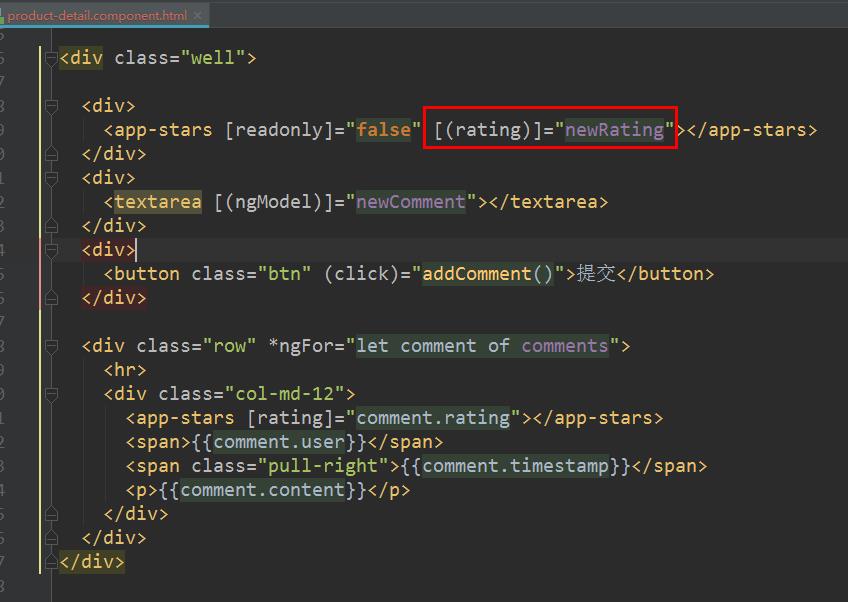 product-detail.component.html
<div class="well">
<div>
<app-stars [readonly]="false" [(rating)]="newRating"></app-stars>
</div>
<div>
<textarea [(ngModel)]="newComment"></textarea>
</div>
<div>
<button class="btn" (click)="addComment()">提交</button>
</div>
<div class="row" *ngFor="let comment of comments">
<hr>
<div class="col-md-12">
<app-stars [rating]="comment.rating"></app-stars>
<span>{{comment.user}}</span>
<span class="pull-right">{{comment.timestamp}}</span>
<p>{{comment.content}}</p>
</div>
</div>
</div>